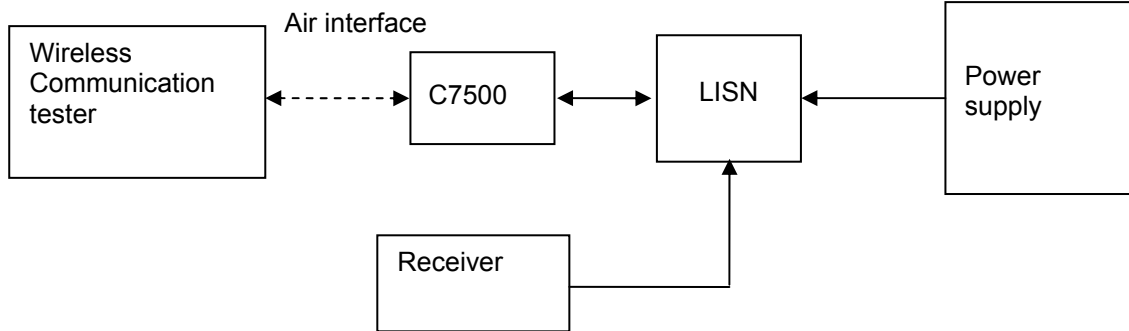 Air interface
Wireless
Communication
tester
C7500
LISN
Power
supply
Receiver